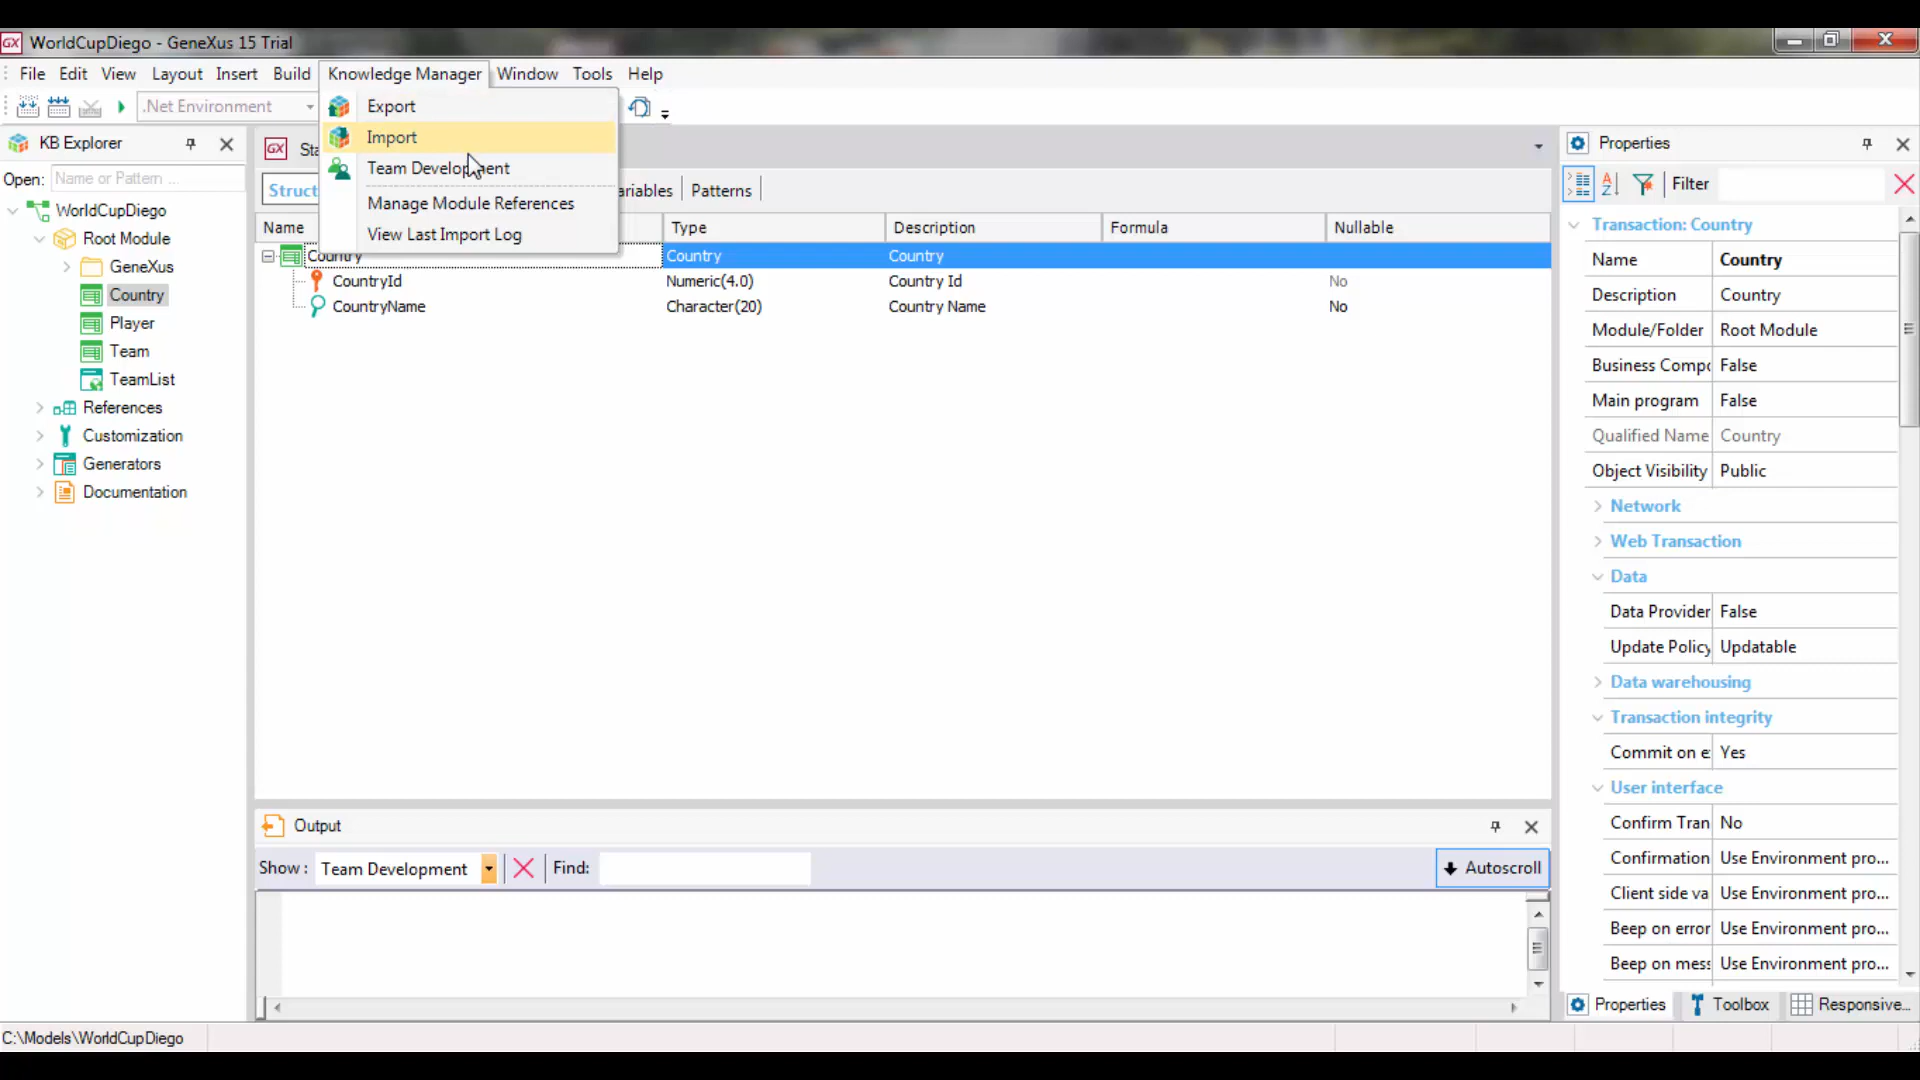 WorldCupDiego - GeneXus 15 Trial
File Edit View Layout Insert Build Knowledge Manager Window Tools Help
.Net Environment
Export
Import
Team Development
Manage Module References
View Last Import Log
KB Explorer
Open: Name or Pattern ...
WorldCupDiego
Root Module
GeneXus
Country
Player
Team
TeamList
References
Customization
Generators
Documentation
GX Sta
Struct ariables Patterns
Name Type Description Formula Nullable
Country Country Country
CountryId Numeric(4.0) Country Id No
CountryName Character(20) Country Name No
Output
Show : Team Development Find: Autoscroll
Properties
Filter
Transaction: Country
Name Country
Description Country
Module/Folder Root Module
Business Compo False
Main program False
Qualified Name Country
Object Visibility Public
Network
Web Transaction
Data
Data Provider False
Update Policy Updatable
Data warehousing
Transaction integrity
Commit on e Yes
User interface
Confirm Tran No
Confirmation Use Environment pro...
Client side va Use Environment pro...
Beep on error Use Environment pro...
Beep on mess Use Environment pro...
Properties Toolbox Responsive...
C:\Models\WorldCupDiego